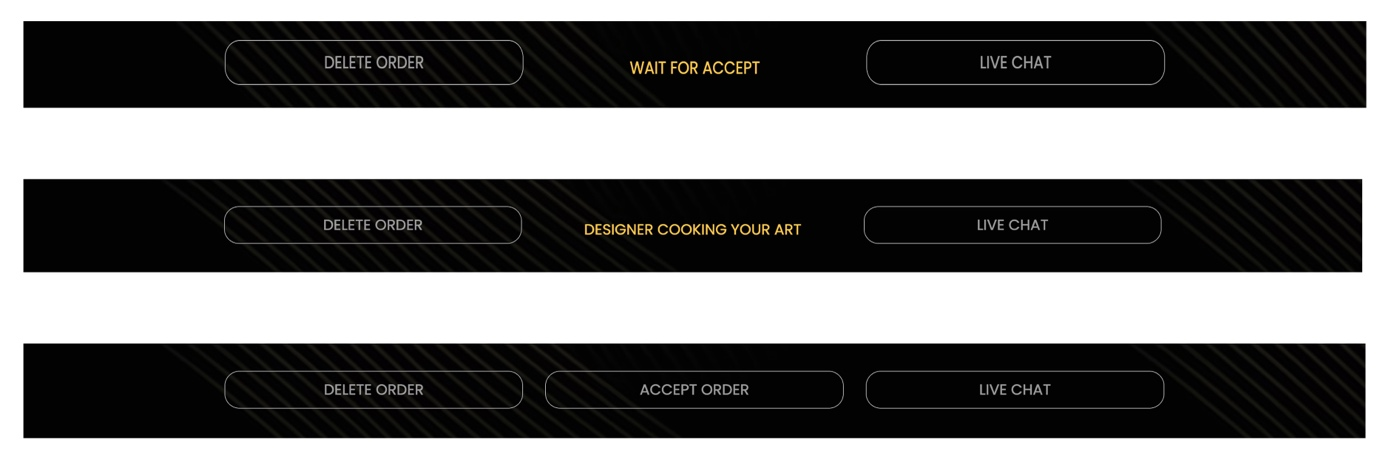 DELETE ORDER
WAIT FOR ACCEPT
LIVE CHAT
DELETE ORDER
DESIGNER COOKING YOUR ART
LIVE CHAT
DELETE ORDER
ACCEPT ORDER
LIVE CHAT